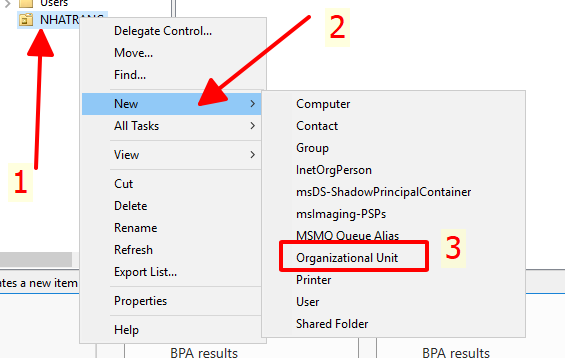 Users
NHATRANG
1
2
Delegate Control...
Move...
Find...
New
All Tasks
View
Cut
Delete
Rename
Refresh
Export List...
Properties
Help
Computer
Contact
Group
InetOrgPerson
msDS-ShadowPrincipalContainer
msImaging-PSPs
MSMQ Queue Alias
Organizational Unit
3
Printer
User
Shared Folder
ates a new item
BPA results
BPA results